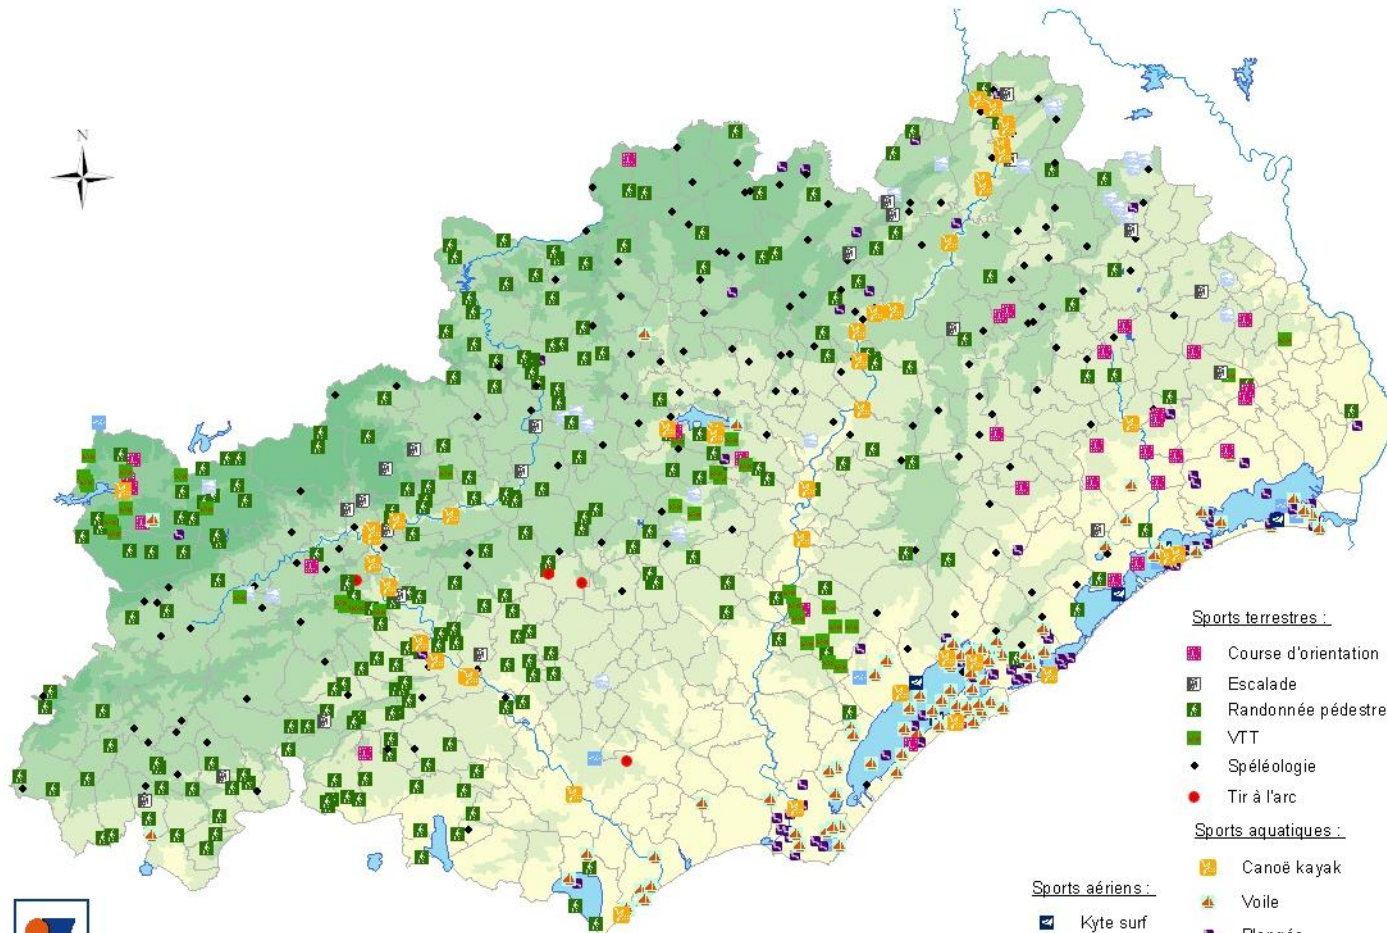 N
Sports terrestres :
Course d'orientation
Escalade
Randonnée pédestre
VTT
Spéléologie
Tir à l'arc
Sports aquatiques :
Canoë kayak
Voile
Plongée
Sports aériens :
Kyte surf